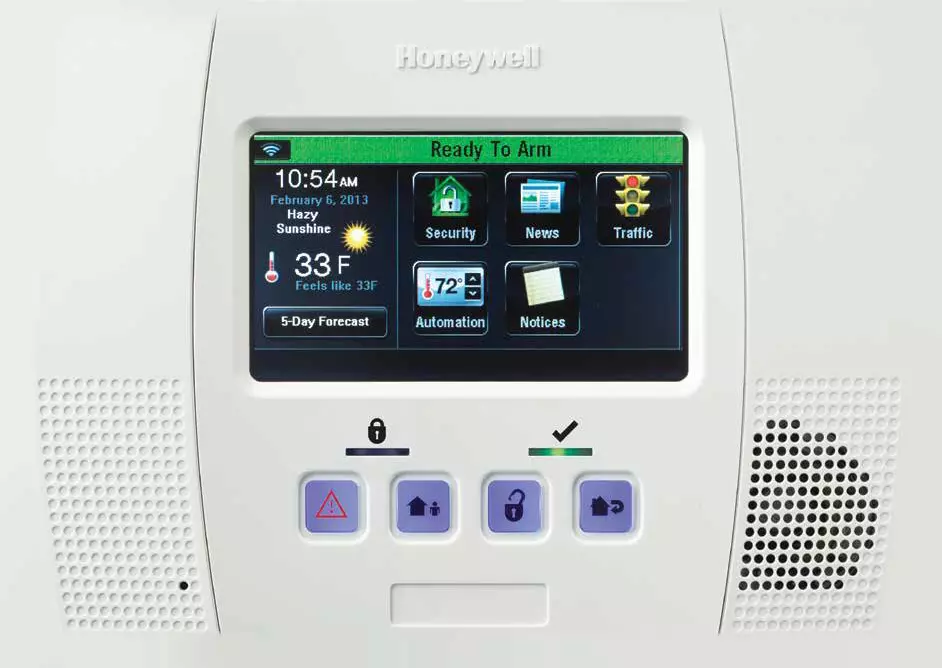 Honeywell
Ready To Arm
10:54AM
February 6, 2013
Hazy
Sunshine
33 F
Feels like 33F
5-Day Forecast
Security
News
Traffic
72°
Automation
Notices